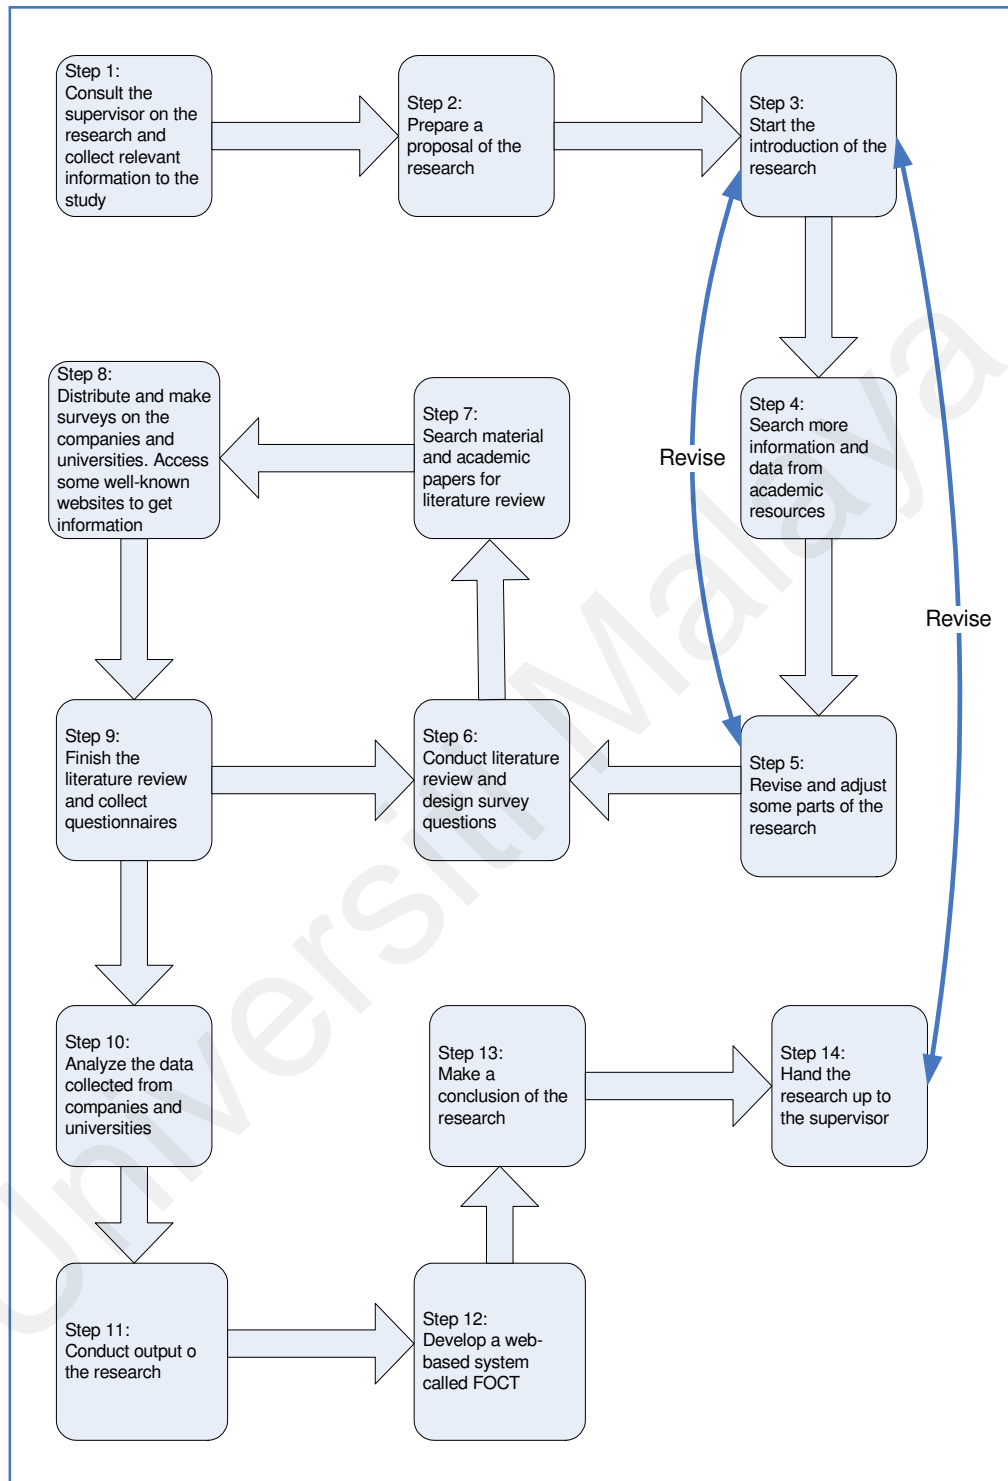 Step 1:
Consult the
supervisor on the
research and
collect relevant
information to the
study
Step 2:
Prepare a
proposal of the
research
Step 3:
Start the
introduction of the
research
Step 4:
Search more
information and
data from
academic
resources
Revise
Revise
Step 5:
Revise and adjust
some parts of the
research
Step 6:
Conduct literature
review and
design survey
questions
Step 7:
Search material
and academic
papers for
literature review
Step 8:
Distribute and make
surveys on the
companies and
universities. Access
some well-known
websites to get
information
Step 9:
Finish the
literature review
and collect
questionnaires
Step 10:
Analyze the data
collected from
companies and
universities
Step 11:
Conduct output o
the research
Step 12:
Develop a web-
based system
called FOCT
Step 13:
Make a
conclusion of the
research
Step 14:
Hand the
research up to
the supervisor
Universiti Malaya